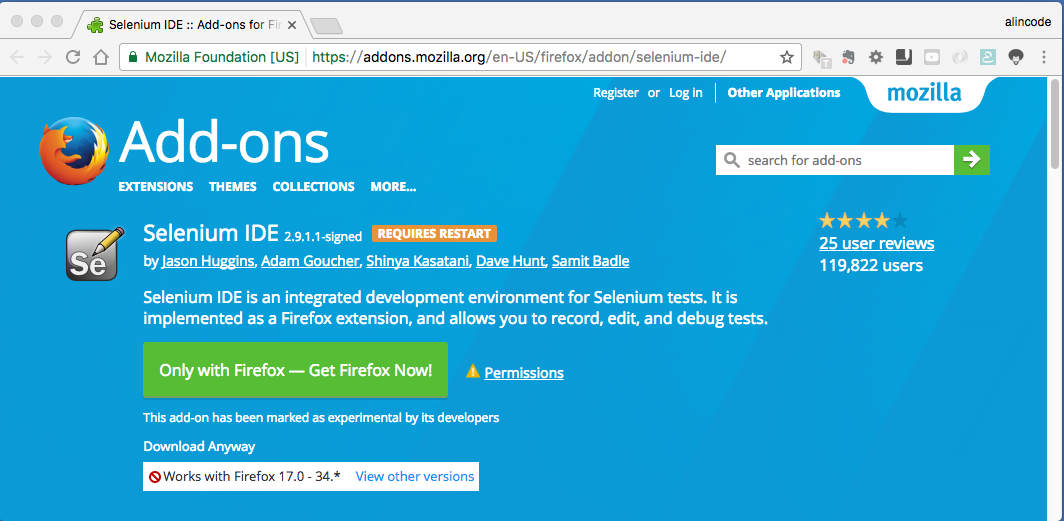 Selenium IDE :: Add-ons for Fir
alincode
Mozilla Foundation [US] https://addons.mozilla.org/en-US/firefox/addon/selenium-ide/
Register or Log in Other Applications mozilla
Add-ons
search for add-ons
EXTENSIONS THEMES COLLECTIONS MORE...
Se
Selenium IDE 2.9.1.1-signed REQUIRES RESTART
by Jason Huggins, Adam Goucher, Shinya Kasatani, Dave Hunt, Samit Badle
25 user reviews
119,822 users
Selenium IDE is an integrated development environment for Selenium tests. It is
implemented as a Firefox extension, and allows you to record, edit, and debug tests.
Only with Firefox — Get Firefox Now!
Permissions
This add-on has been marked as experimental by its developers
Download Anyway
Works with Firefox 17.0 - 34.* View other versions